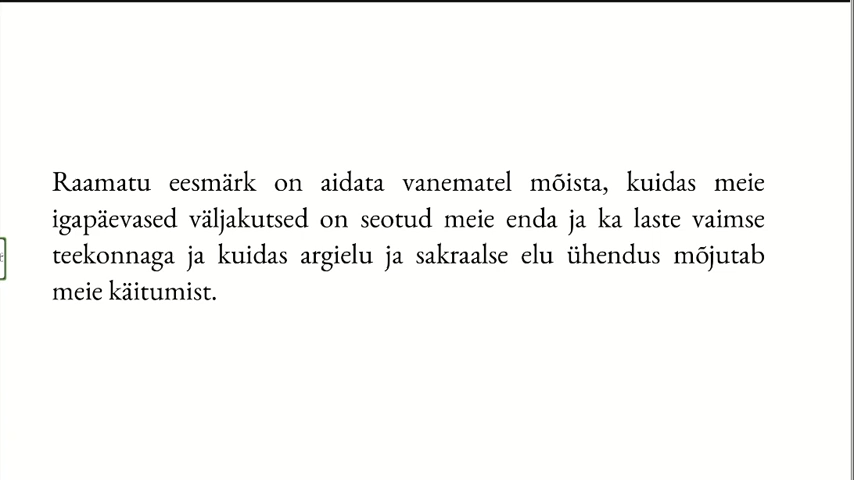 Raamatu eesmärk on aidata vanematel mõista, kuidas meie
igapäevased väljakutsed on seotud meie enda ja ka laste vaimse
teekonnaga ja kuidas argielu ja sakraalse elu ühendus mõjutab
meie käitumist.